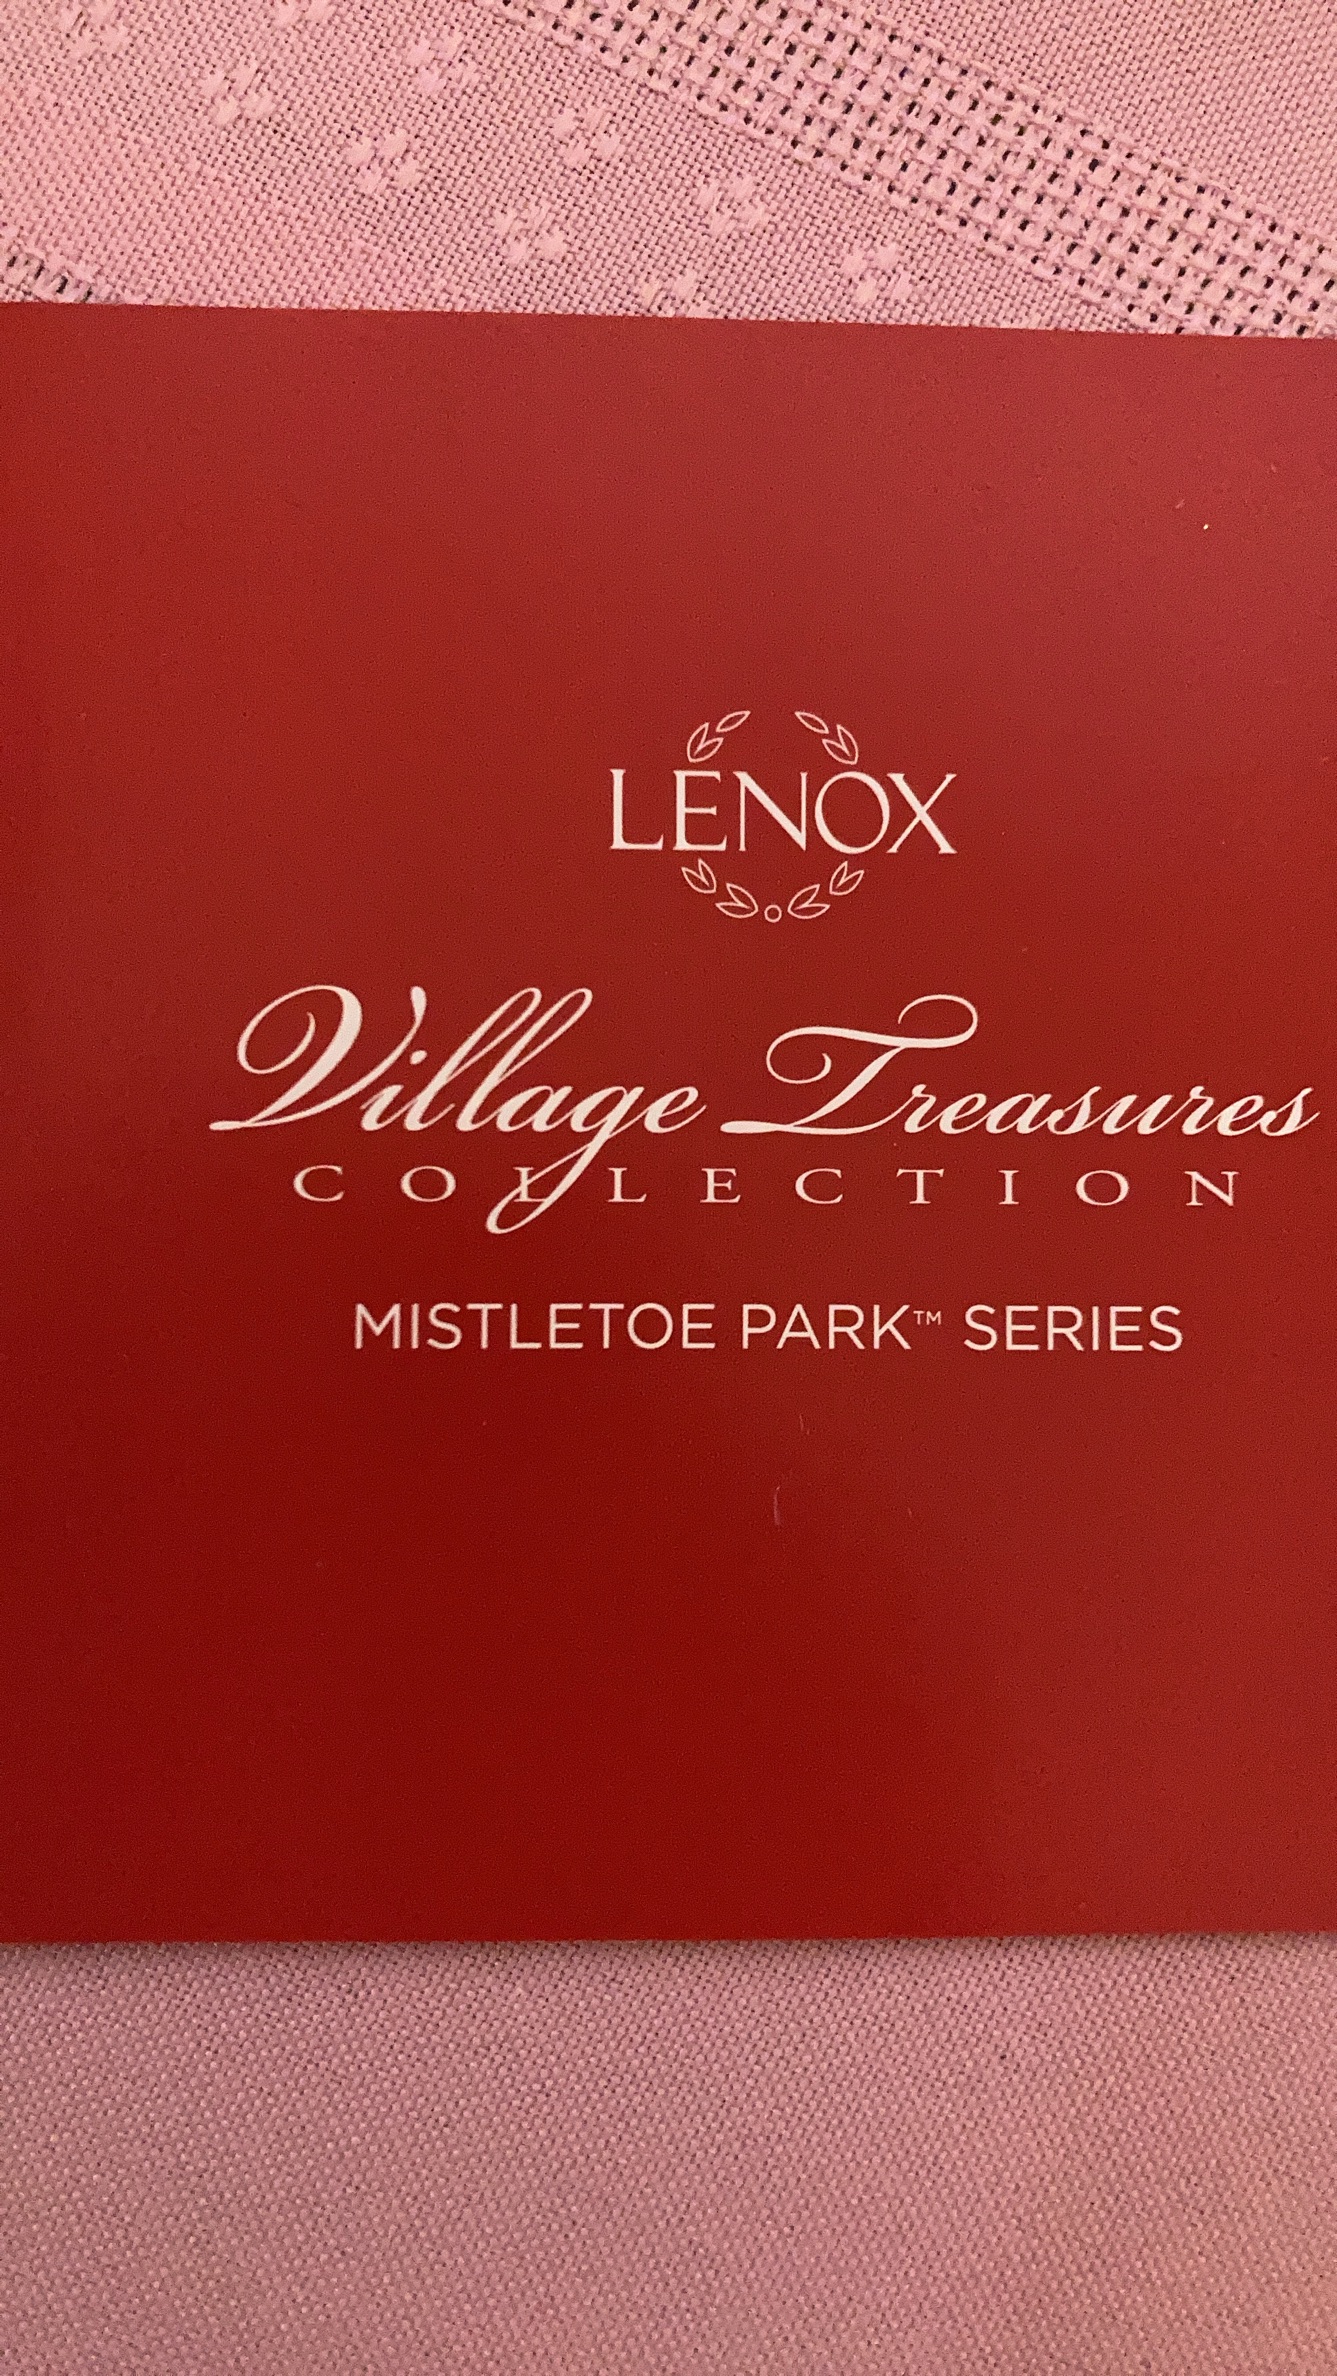 LENOX
Village Treasures
COLLECTION
MISTLETOE PARK™ SERIES